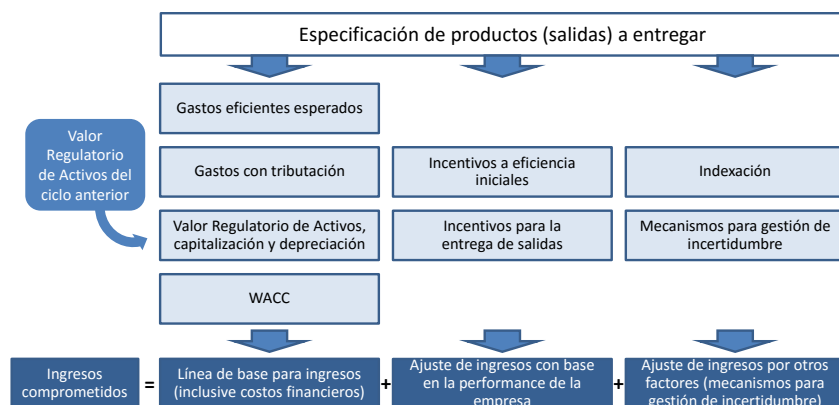 Especificación de productos (salidas) a entregar
Gastos eficientes esperados
Valor
Regulatorio
de Activos del
ciclo anterior
Gastos con tributación
Incentivos a eficiencia
iniciales
Indexación
Valor Regulatorio de Activos,
capitalización y depreciación
Incentivos para la
entrega de salidas
Mecanismos para gestión de
incertidumbre
WACC
Ingresos
comprometidos
=
Línea de base para ingresos
(inclusive costos financieros)
+
Ajuste de ingresos con base
en la performance de la
empresa
+
Ajuste de ingresos por otros
factores (mecanismos para
gestión de incertidumbre)